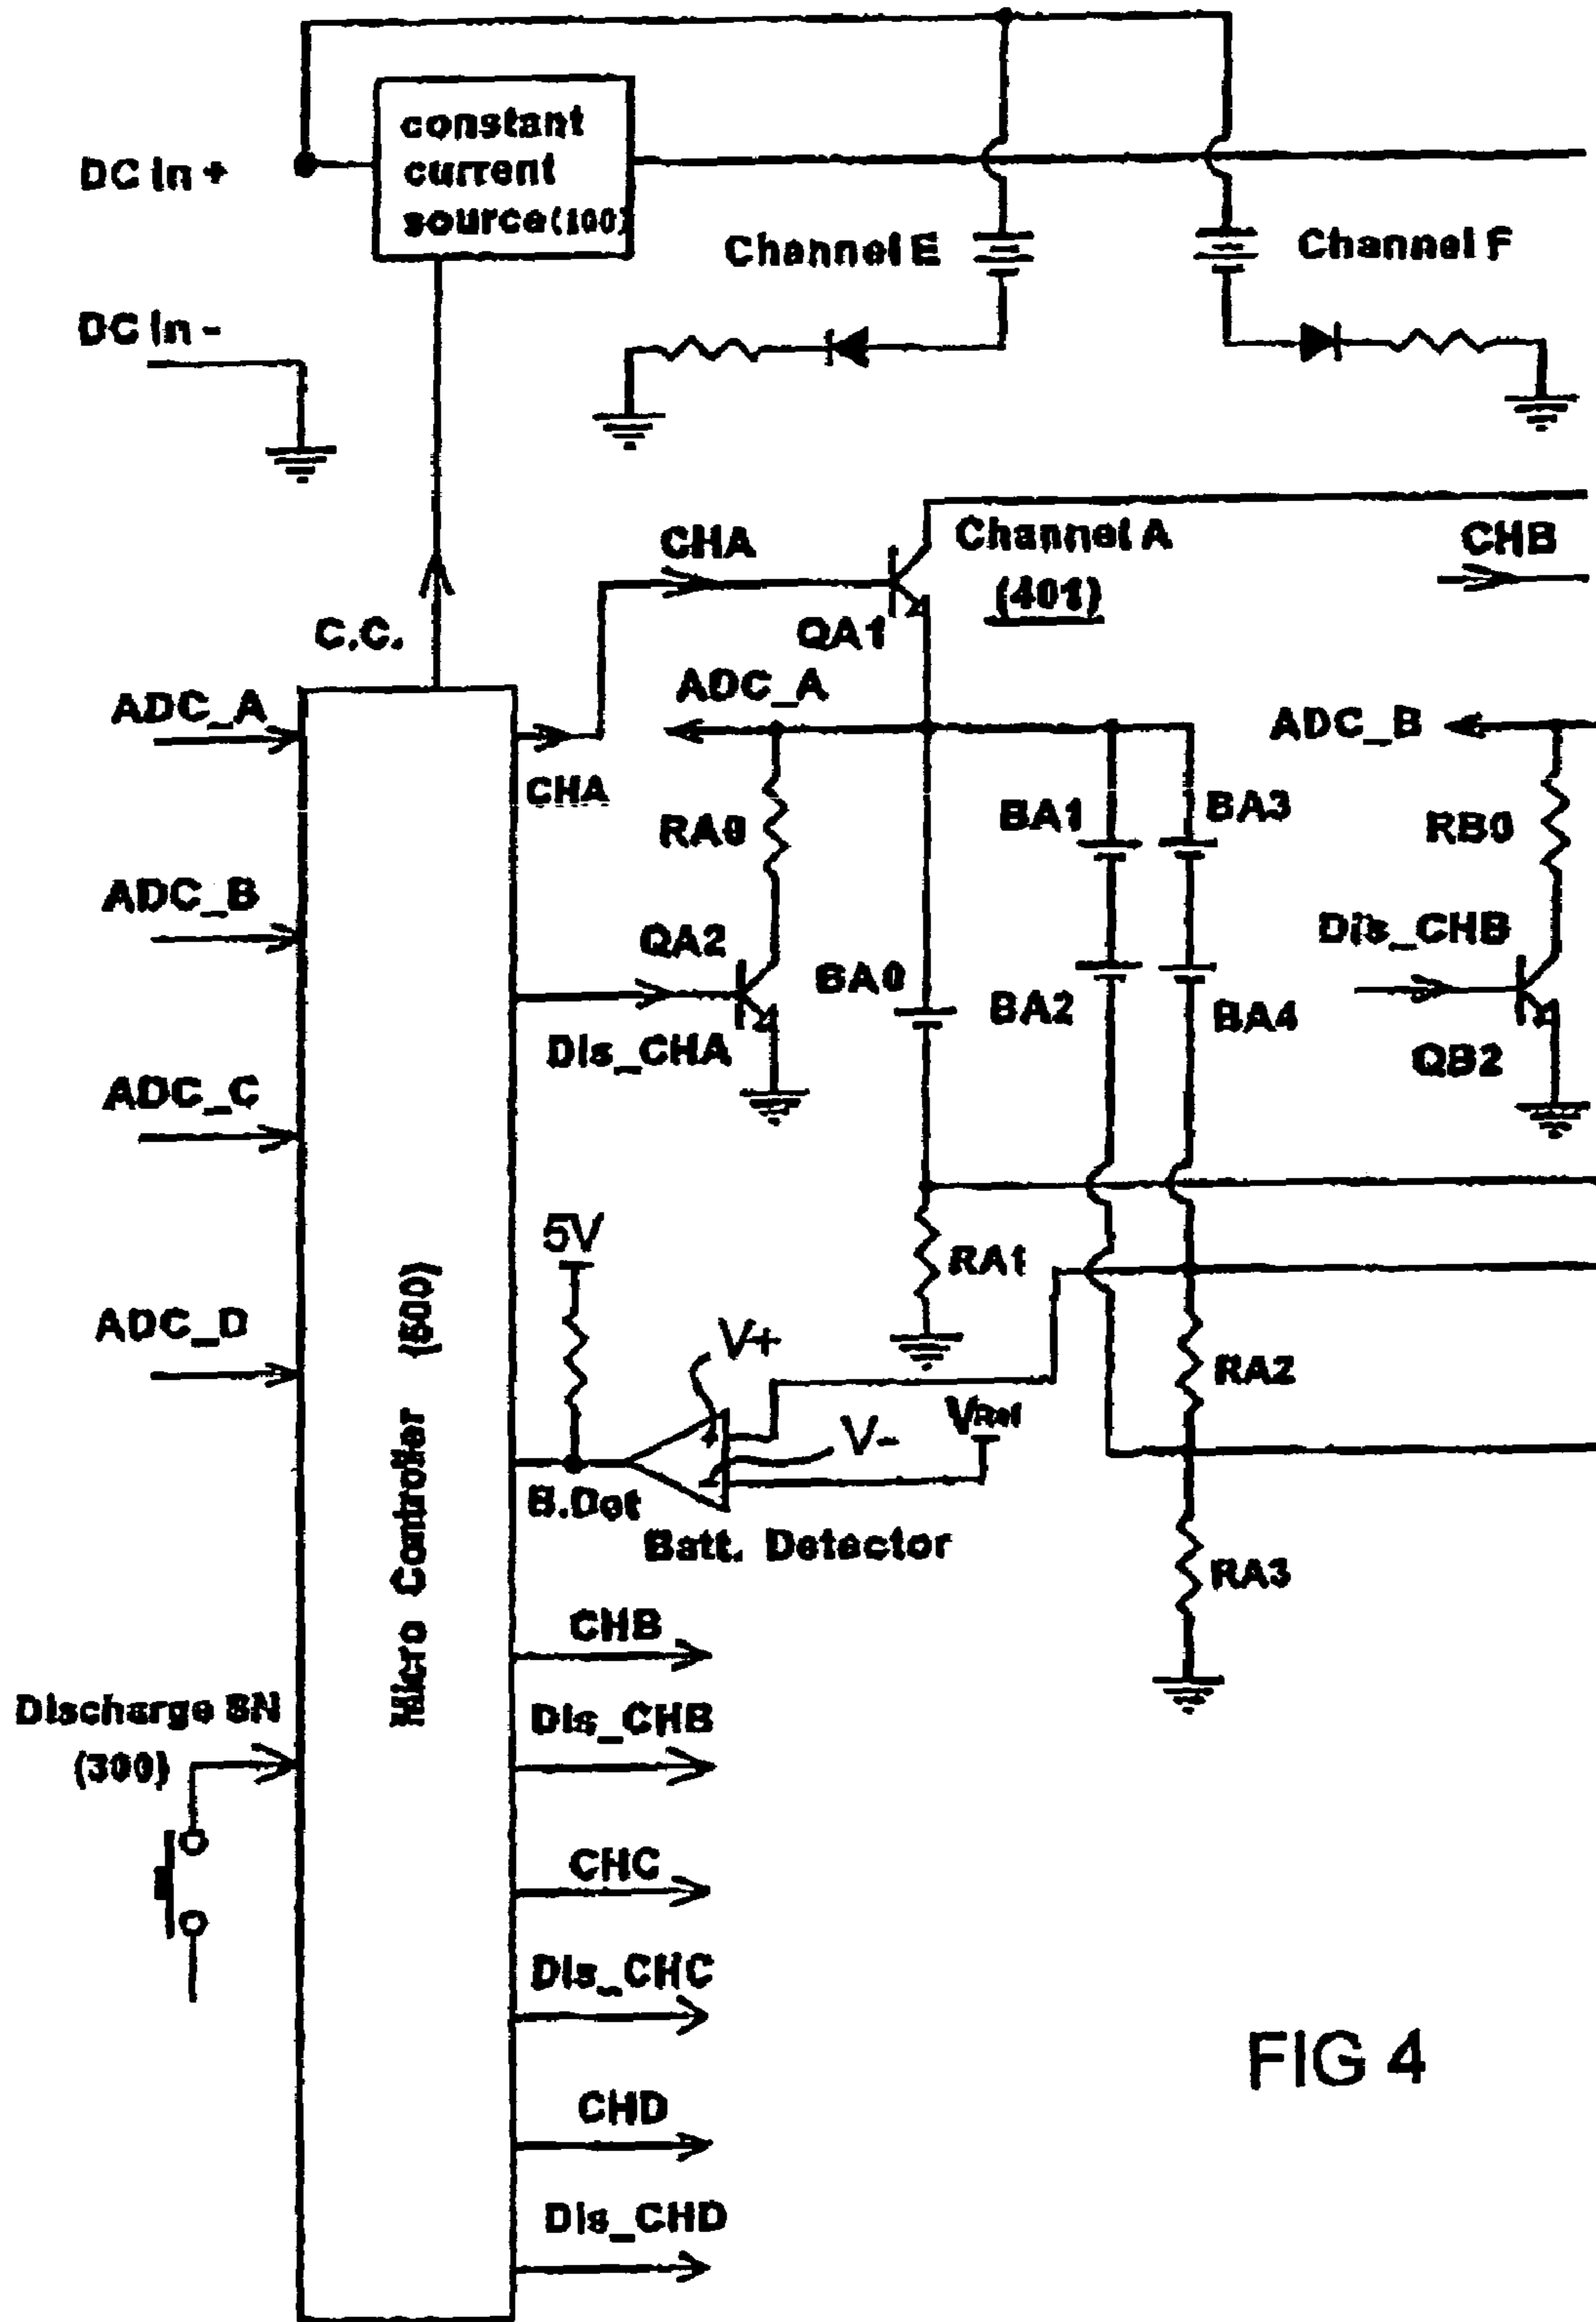 constant
current
source(100)
DC In +
Channel E
Channel F
DC In -
CHA
Channel A
(401)
CHB
C.C.
QA1
ADC_A
ADC_A
ADC_B
CHA
RA0
BA1
BA3
RB0
ADC_B
QA2
BA0
BA2
BA4
Dis_CHB
Dis_CHA
QB2
ADC_C
5V
RA1
Micro Controller (500)
ADC_D
V+
RA2
VRef
V-
B.Det
Batt. Detector
RA3
CHB
Discharge SN
(300)
Dis_CHB
CHC
Dis_CHC
FIG 4
CHD
Dis_CHD